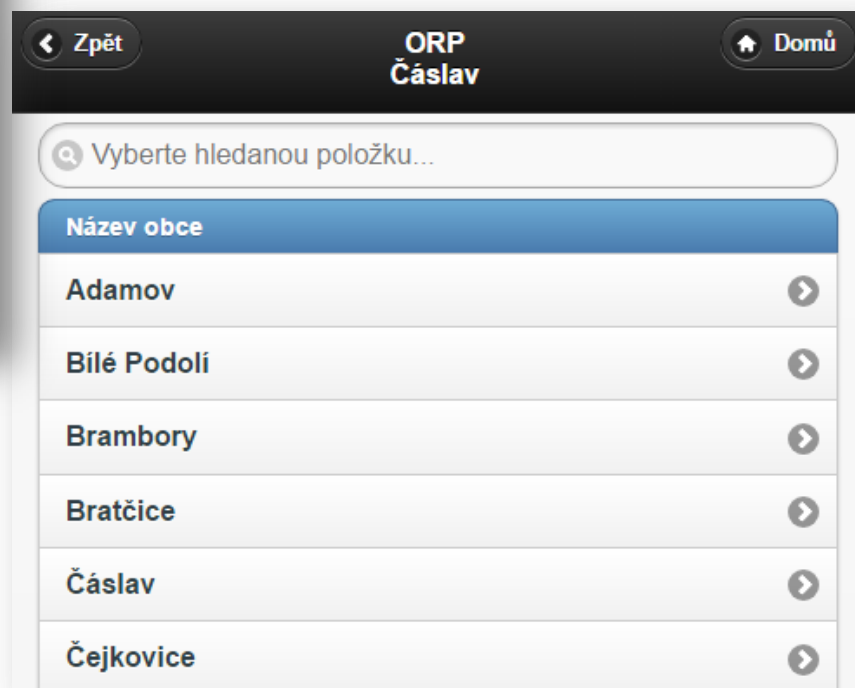 Zpět
ORP
Čáslav
Domů
Vyberte hledanou položku...
Název obce
Adamov
Bílé Podolí
Brambory
Bratčice
Čáslav
Čejkovice